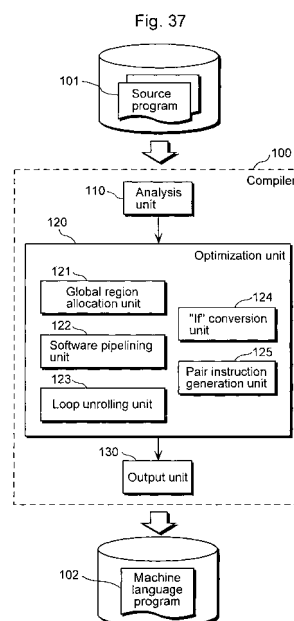 Fig. 37
101
Source
program
100
Compiler
110
Analysis
unit
120
Optimization unit
121
Global region
allocation unit
124
"If" conversion
unit
122
Software pipelining
unit
125
Pair instruction
generation unit
123
Loop unrolling unit
130
Output unit
102
Machine
language
program